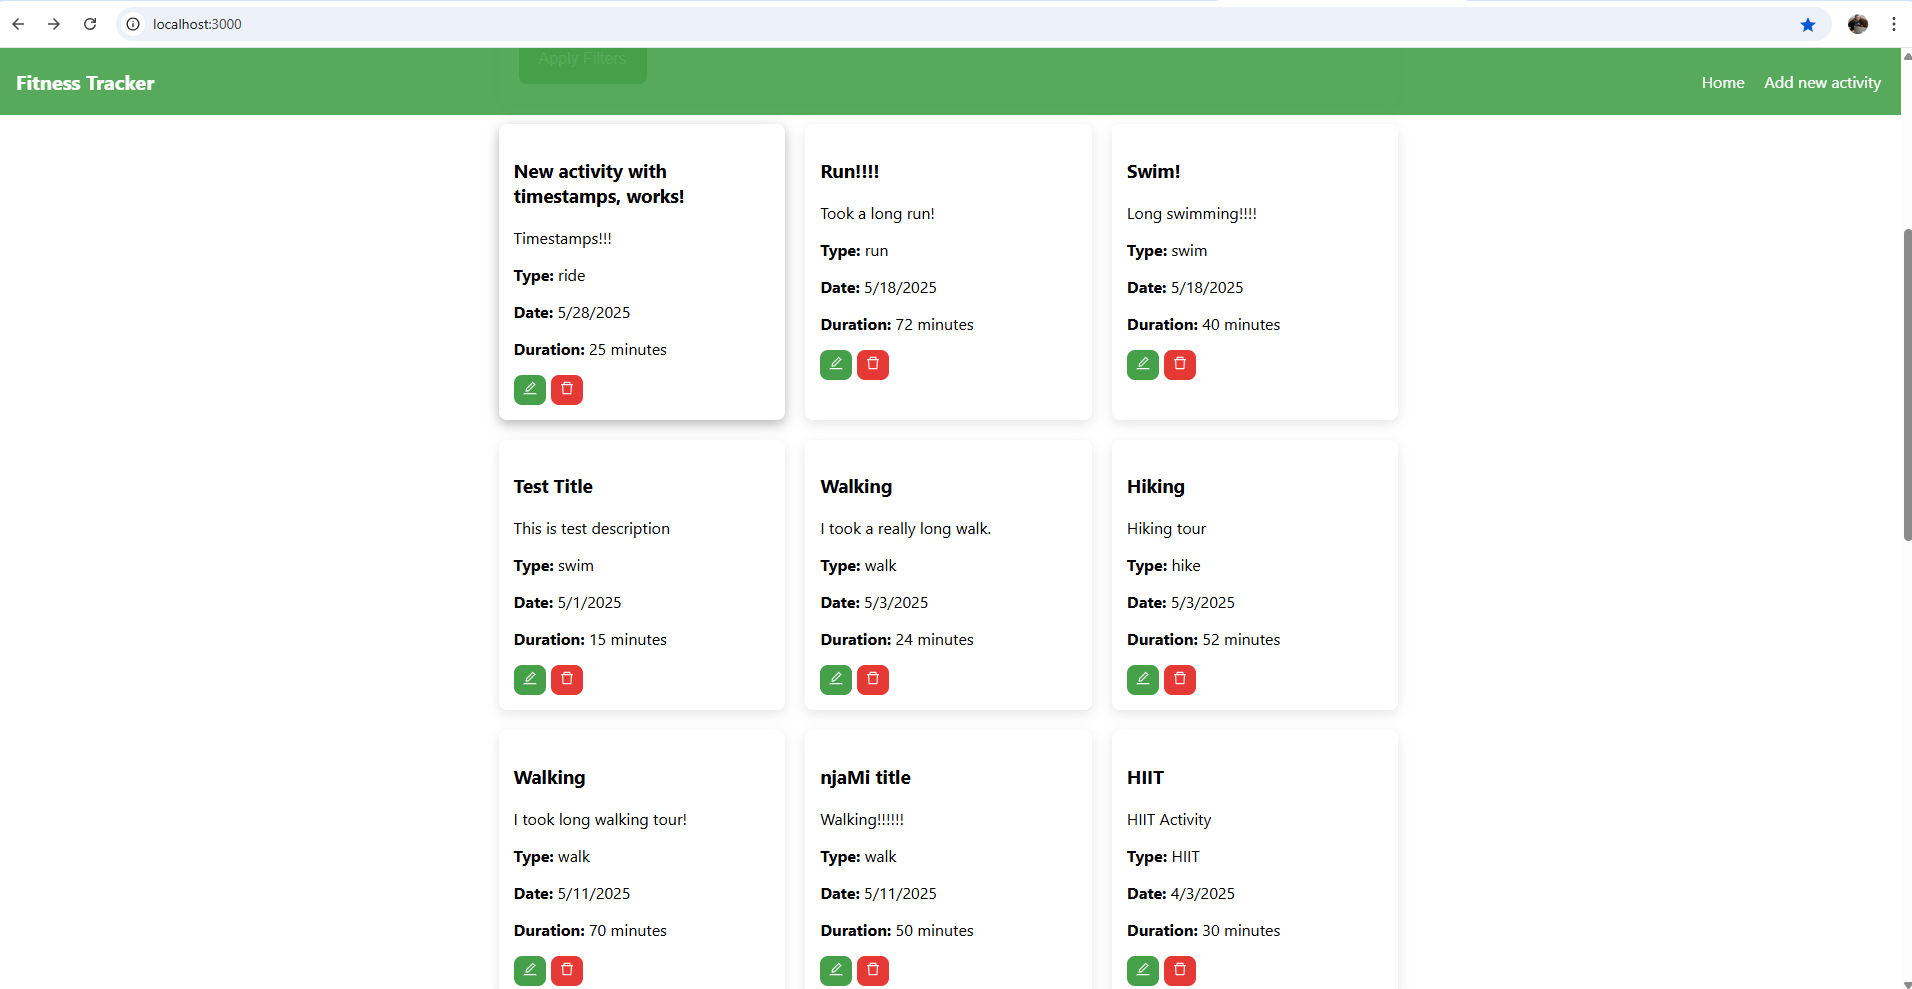 localhost:3000
Apply Filters
Fitness Tracker
Home Add new activity
New activity with
timestamps, works!
Timestamps!!!
Type: ride
Date: 5/28/2025
Duration: 25 minutes
Run!!!!
Took a long run!
Type: run
Date: 5/18/2025
Duration: 72 minutes
Swim!
Long swimming!!!!
Type: swim
Date: 5/18/2025
Duration: 40 minutes
Test Title
This is test description
Type: swim
Date: 5/1/2025
Duration: 15 minutes
Walking
I took a really long walk.
Type: walk
Date: 5/3/2025
Duration: 24 minutes
Hiking
Hiking tour
Type: hike
Date: 5/3/2025
Duration: 52 minutes
Walking
I took long walking tour!
Type: walk
Date: 5/11/2025
Duration: 70 minutes
njaMi title
Walking!!!!!!
Type: walk
Date: 5/11/2025
Duration: 50 minutes
HIIT
HIIT Activity
Type: HIIT
Date: 4/3/2025
Duration: 30 minutes